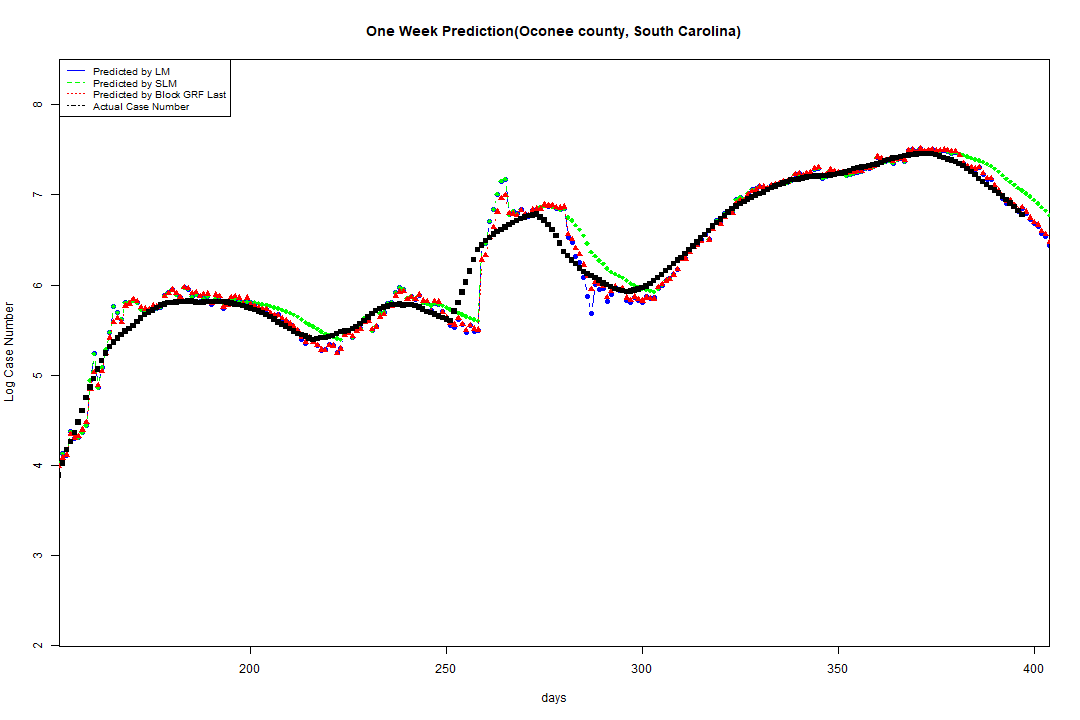 One Week Prediction(Oconee county, South Carolina)
Predicted by LM
Predicted by SLM
Predicted by Block GRF Last
Actual Case Number
8
7
6
5
4
3
2
Log Case Number
200 250 300 350 400
days